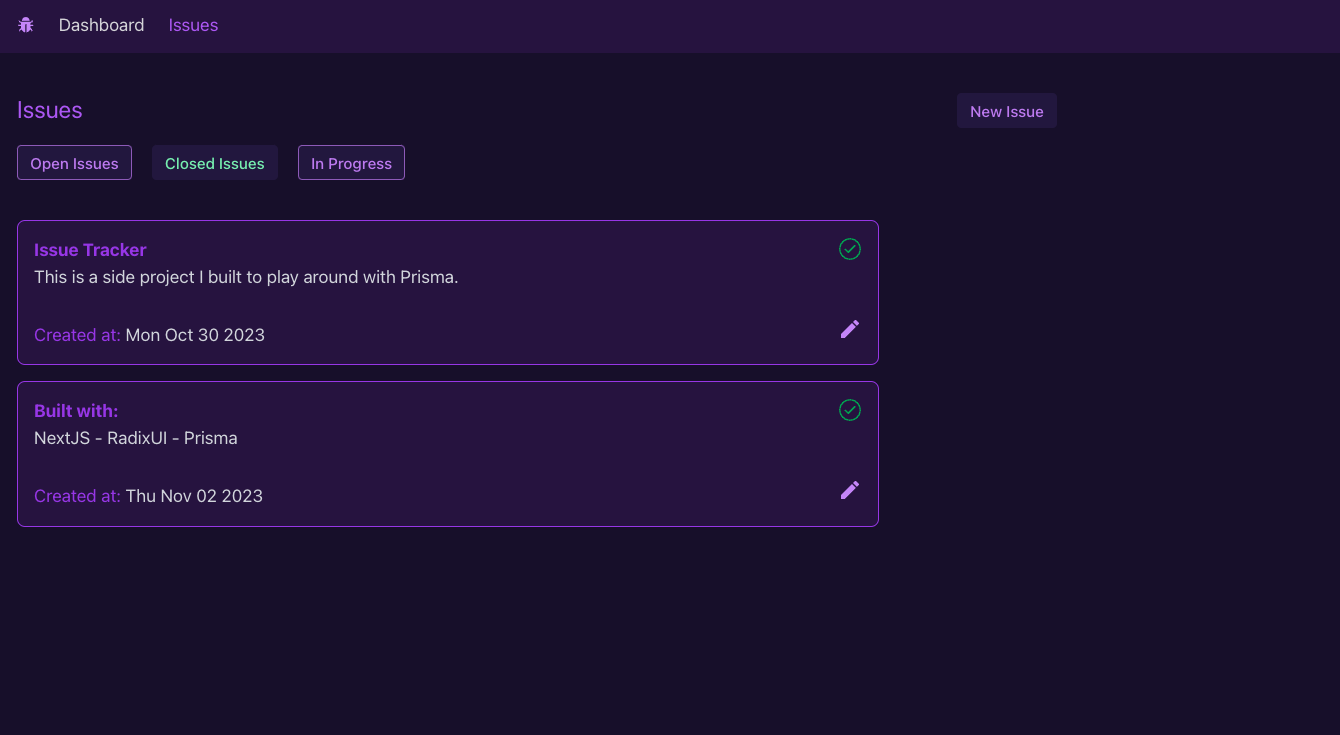 Dashboard Issues
Issues
New Issue
Open Issues Closed Issues In Progress
Issue Tracker
This is a side project I built to play around with Prisma.
Created at: Mon Oct 30 2023
Built with:
NextJS - RadixUI - Prisma
Created at: Thu Nov 02 2023